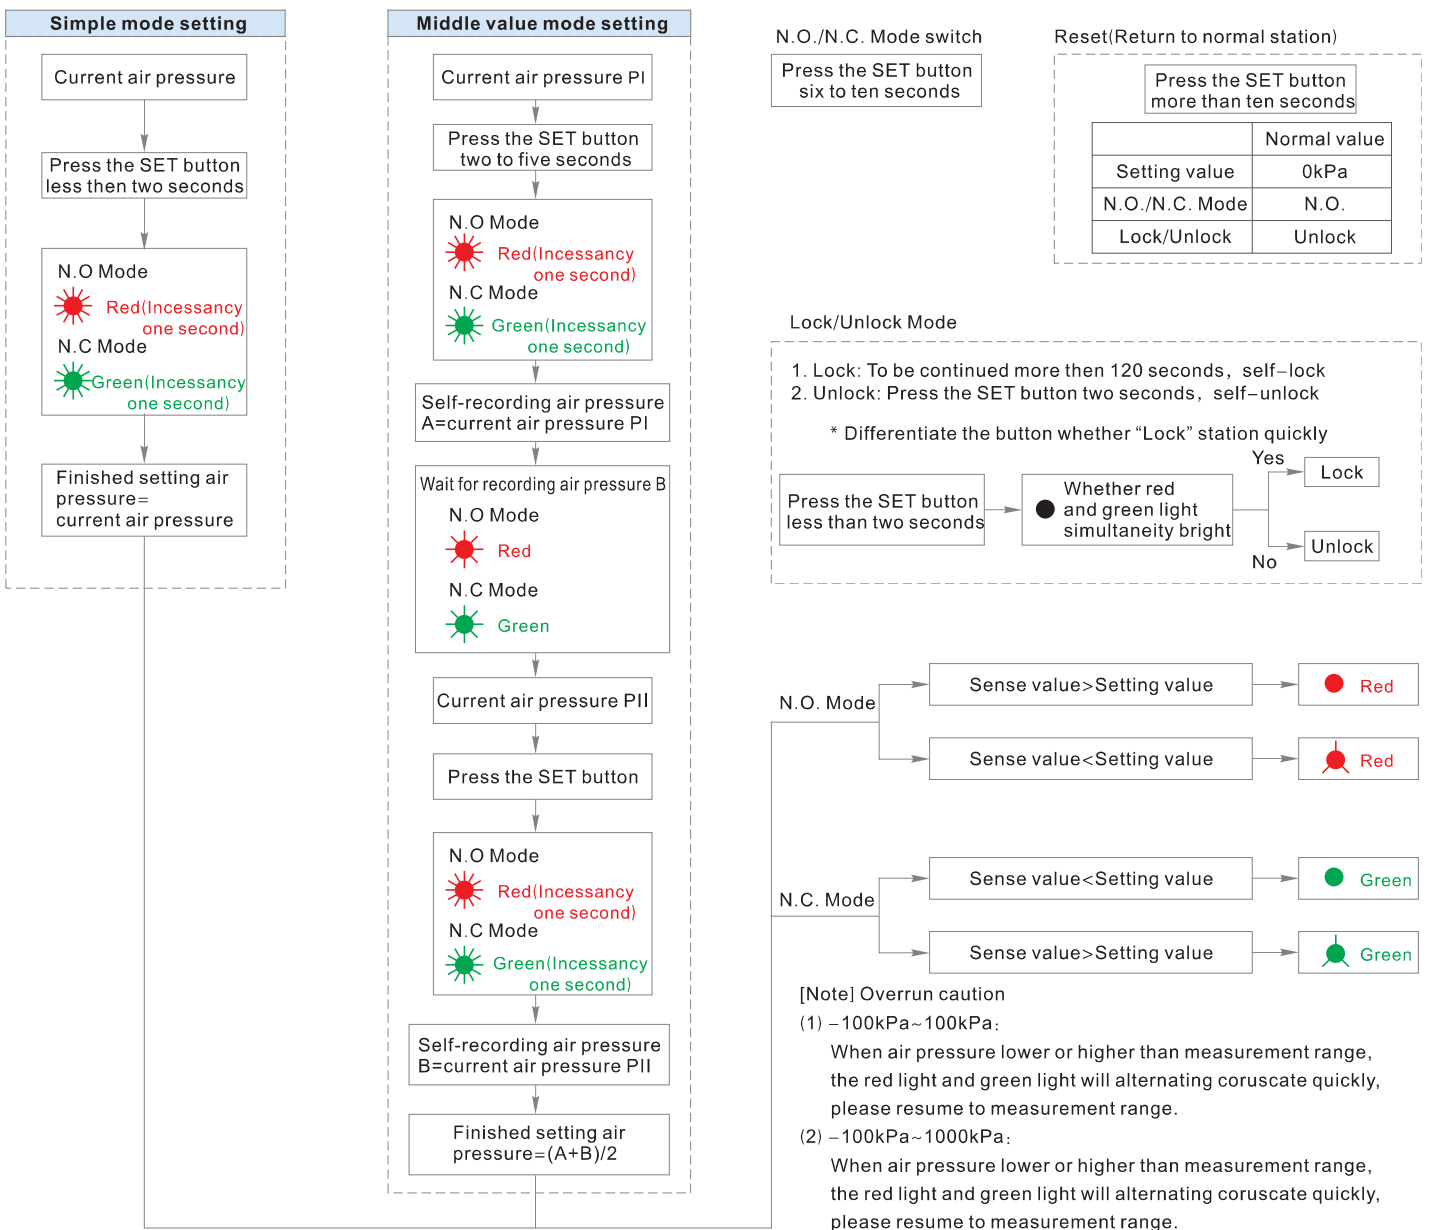 Simple mode setting
Current air pressure
Press the SET button
less then two seconds
N.O Mode
Red(Incessancy
one second)
N.C Mode
Green(Incessancy
one second)
Finished setting air
pressure=
current air pressure
Middle value mode setting
Current air pressure PI
Press the SET button
two to five seconds
N.O Mode
Red(Incessancy
one second)
N.C Mode
Green(Incessancy
one second)
Self-recording air pressure
A=current air pressure PI
Wait for recording air pressure B
N.O Mode
Red
N.C Mode
Green
Current air pressure PII
Press the SET button
N.O Mode
Red(Incessancy
one second)
N.C Mode
Green(Incessancy
one second)
Self-recording air pressure
B=current air pressure PII
Finished setting air
pressure=(A+B)/2
N.O./N.C. Mode switch
Press the SET button
six to ten seconds
Reset(Return to normal station)
Press the SET button
more than ten seconds
Normal value
Setting value 0kPa
N.O./N.C. Mode N.O.
Lock/Unlock Unlock
Lock/Unlock Mode
1. Lock: To be continued more then 120 seconds, self–lock
2. Unlock: Press the SET button two seconds, self–unlock
* Differentiate the button whether “Lock” station quickly
Press the SET button
less than two seconds
Whether red
and green light
simultaneity bright
Yes
Lock
No
Unlock
N.O. Mode
Sense value>Setting value
Red
Sense value<Setting value
Red
N.C. Mode
Sense value<Setting value
Green
Sense value>Setting value
Green
[Note] Overrun caution
(1) –100kPa~100kPa:
When air pressure lower or higher than measurement range,
the red light and green light will alternating coruscate quickly,
please resume to measurement range.
(2) –100kPa~1000kPa:
When air pressure lower or higher than measurement range,
the red light and green light will alternating coruscate quickly,
please resume to measurement range.